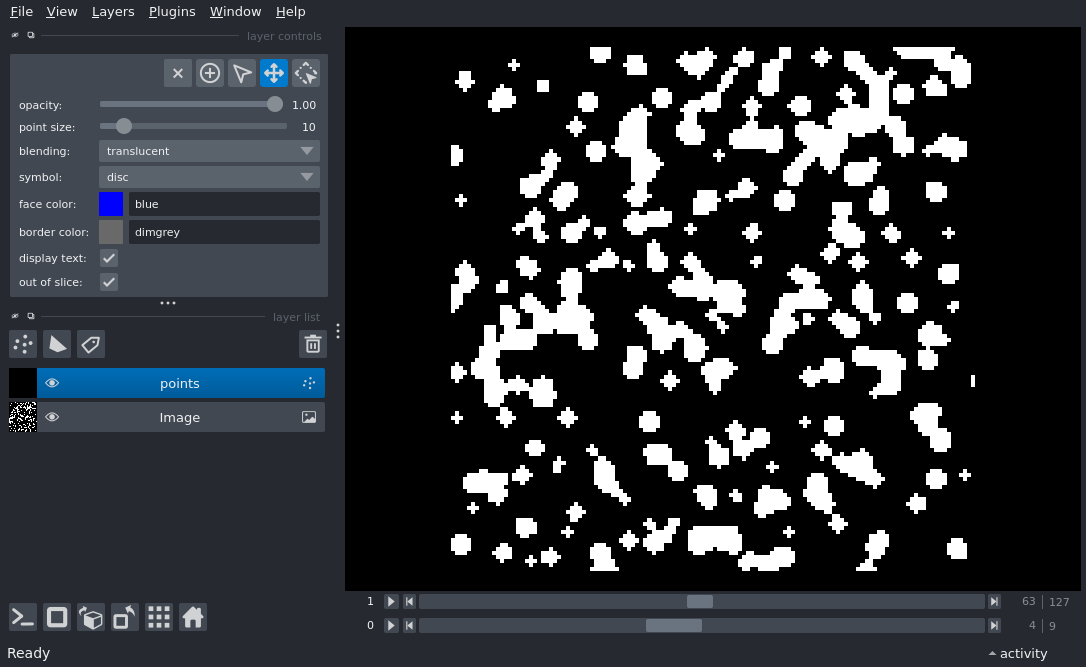 File View Layers Plugins Window Help
layer controls
opacity: 1.00
point size: 10
blending: translucent
symbol: disc
face color: blue
border color: dimgrey
display text:
out of slice:
layer list
points
Image
1 63 127
0 4 9
Ready activity